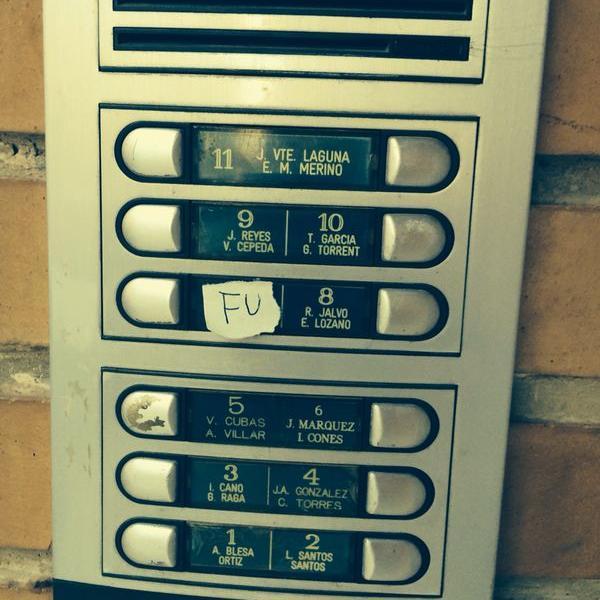 11 J. VTE. LAGUNA
E. M. MERINO
9
J. REYES
V. CEPEDA
10
T. GARCIA
G. TORRENT
FU
8
R. JALVO
E. LOZANO
5
V. CUBAS
A. VILLAR
6
J. MARQUEZ
I. CONES
3
I. CANO
G. RAGA
4
J.A. GONZALEZ
C. TORRES
1
A. BLESA
ORTIZ
2
L. SANTOS
SANTOS